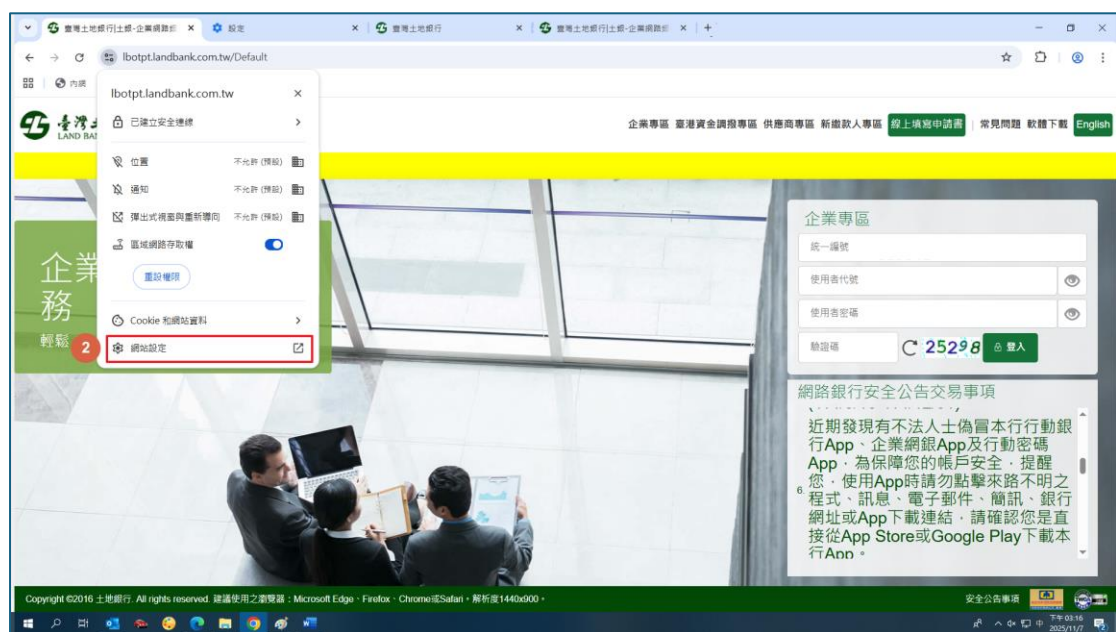 臺灣土地銀行|土銀-企業網路銀
設定
臺灣土地銀行
臺灣土地銀行|土銀-企業網路銀
lbotpt.landbank.com.tw/Default
內網
lbotpt.landbank.com.tw
已建立安全連線
位置 不允許 (預設)
通知 不允許 (預設)
彈出式視窗與重新導向 不允許 (預設)
區域網路存取權
重設權限
Cookie 和網站資料
2 網站設定
臺灣土
LAND BA
企業專區 臺港資金調撥專區 供應商專區 新繳款人專區 線上填寫申請書 | 常見問題 軟體下載 English
企業
務
輕鬆
企業專區
統一編號
使用者代號
使用者密碼
驗證碼 25298 登入
網路銀行安全公告交易事項
6. 近期發現有不法人士偽冒本行行動銀
行App、企業網銀App及行動密碼
App,為保障您的帳戶安全,提醒
您,使用App時請勿點擊來路不明之
程式、訊息、電子郵件、簡訊、銀行
網址或App下載連結,請確認您是直
接從App Store或Google Play下載本
行App。
Copyright ©2016 土地銀行. All rights reserved. 建議使用之瀏覽器:Microsoft Edge、Firefox、Chrome或Safari,解析度1440x900。
安全公告事項
中
下午 03:16
2025/11/7